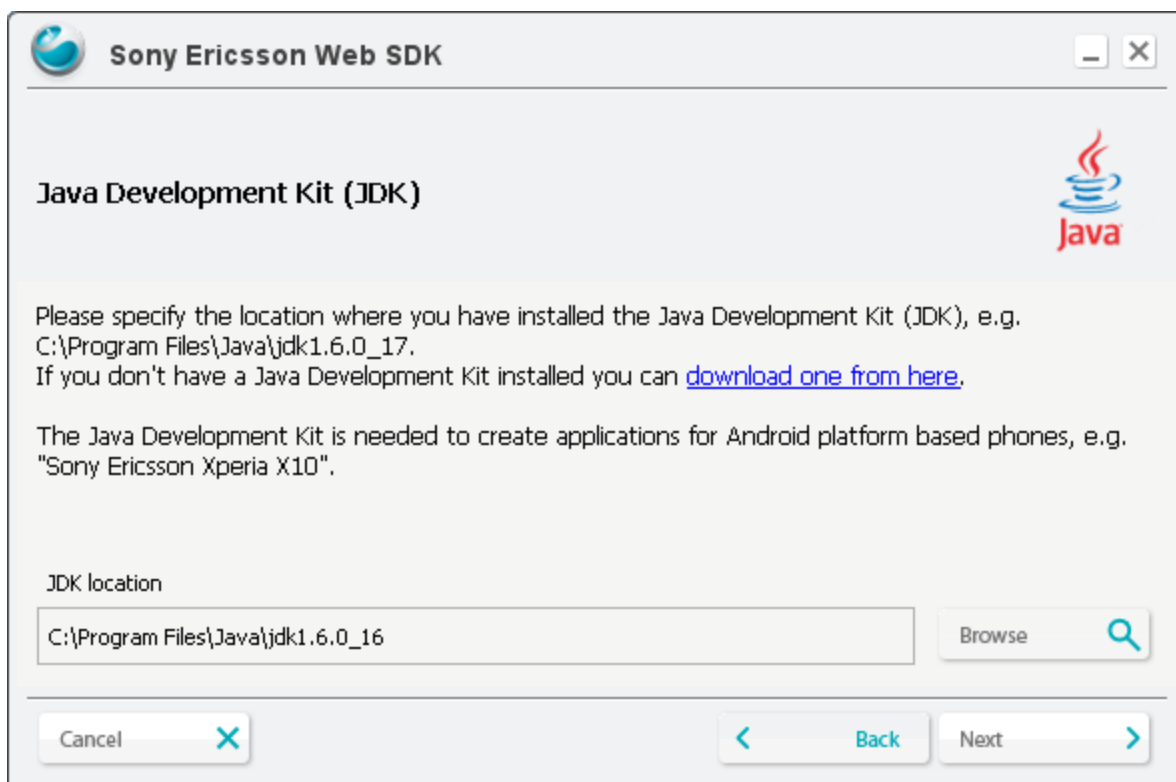 Sony Ericsson Web SDK
Java Development Kit (JDK)
Java
Please specify the location where you have installed the Java Development Kit (JDK), e.g.
C:\Program Files\Java\jdk1.6.0_17.
If you don't have a Java Development Kit installed you can download one from here.
The Java Development Kit is needed to create applications for Android platform based phones, e.g.
"Sony Ericsson Xperia X10".
JDK location
C:\Program Files\Java\jdk1.6.0_16
Browse
Cancel
Back
Next